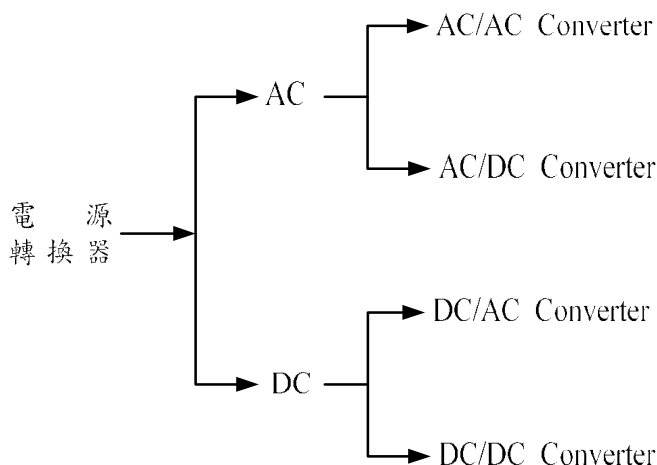 AC/AC Converter
AC
AC/DC Converter
電 源
轉換器
DC/AC Converter
DC
DC/DC Converter